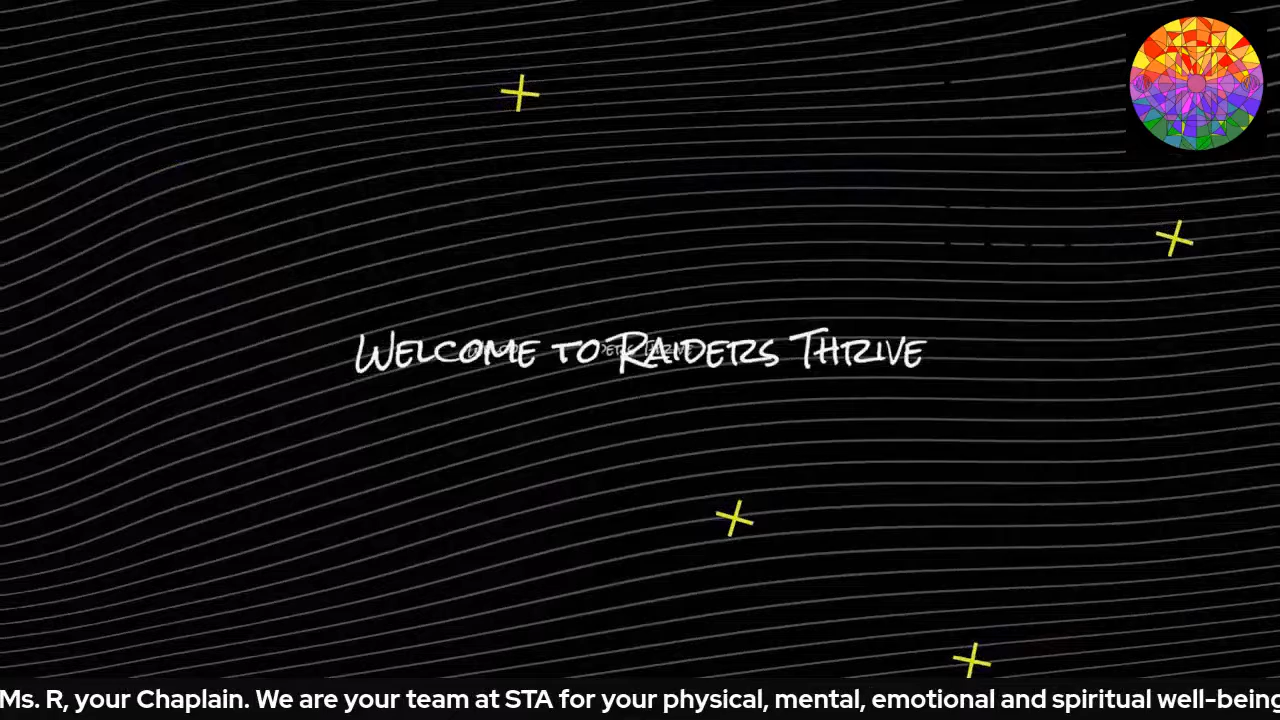 Welcome to Raiders Thrive
Ms. R, your Chaplain. We are your team at STA for your physical, mental, emotional and spiritual well-being